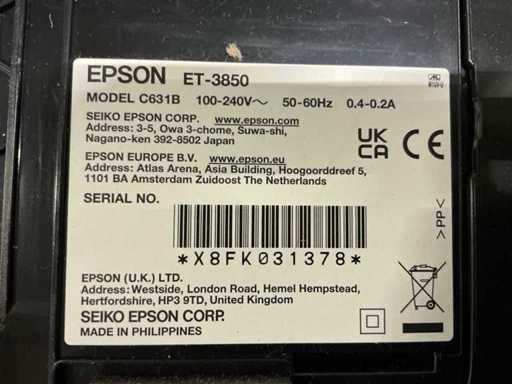 EPSON ET-3850
MODEL C631B 100-240V～ 50-60Hz 0.4-0.2A
SEIKO EPSON CORP. www.epson.com
Address: 3-5, Owa 3-chome, Suwa-shi,
Nagano-ken 392-8502 Japan
UK
CA CE
EPSON EUROPE B.V. www.epson.eu
Address: Atlas Arena, Asia Building, Hoogoorddreef 5,
1101 BA Amsterdam Zuidoost The Netherlands
SERIAL NO.
>PP<
*X8FK031378*
EPSON (U.K.) LTD.
Address: Westside, London Road, Hemel Hempstead,
Hertfordshire, HP3 9TD, United Kingdom
SEIKO EPSON CORP.
MADE IN PHILIPPINES